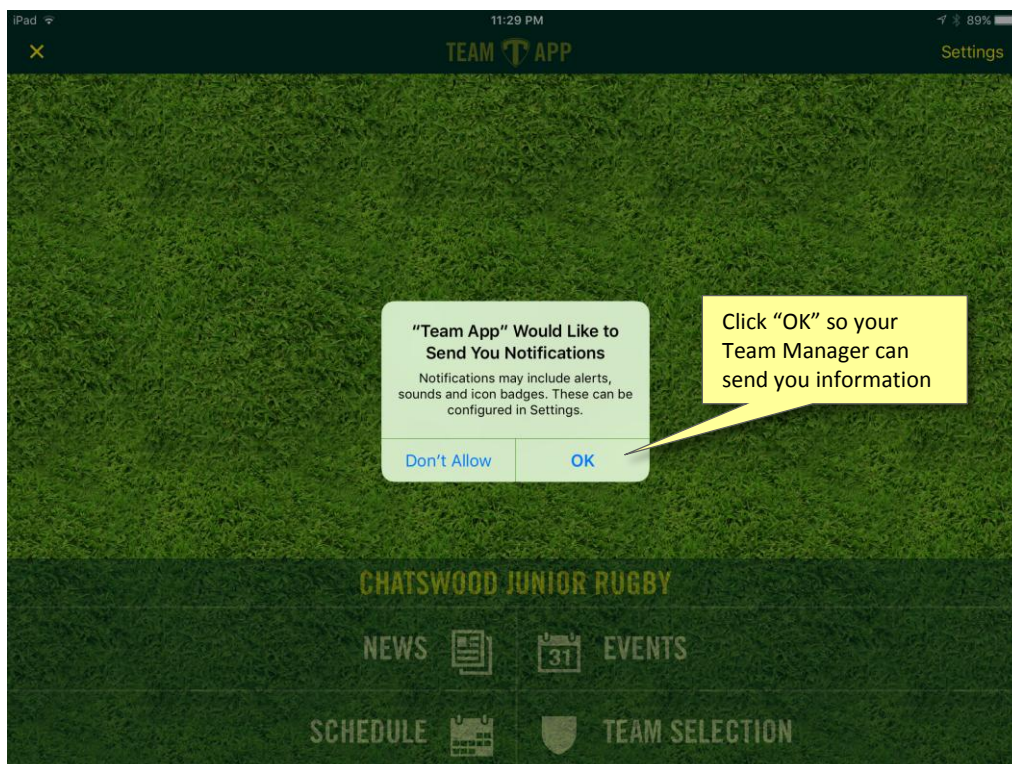 iPad 11:29 PM 89%
TEAM T APP Settings
"Team App" Would Like to
Send You Notifications
Notifications may include alerts,
sounds and icon badges. These can be
configured in Settings.
Don't Allow OK
Click “OK” so your
Team Manager can
send you information
CHATSWOOD JUNIOR RUGBY
NEWS 31 EVENTS
SCHEDULE TEAM SELECTION